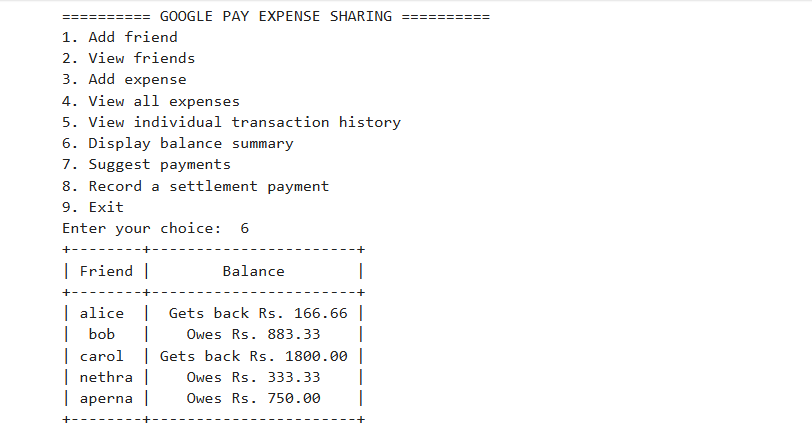 ========== GOOGLE PAY EXPENSE SHARING ==========
1. Add friend
2. View friends
3. Add expense
4. View all expenses
5. View individual transaction history
6. Display balance summary
7. Suggest payments
8. Record a settlement payment
9. Exit
Enter your choice:  6
+--------+-----------------------+
| Friend |        Balance        |
+--------+-----------------------+
| alice  |  Gets back Rs. 166.66 |
|  bob   |    Owes Rs. 883.33    |
| carol  | Gets back Rs. 1800.00 |
| nethra |    Owes Rs. 333.33    |
| aperna |    Owes Rs. 750.00    |
+--------+-----------------------+